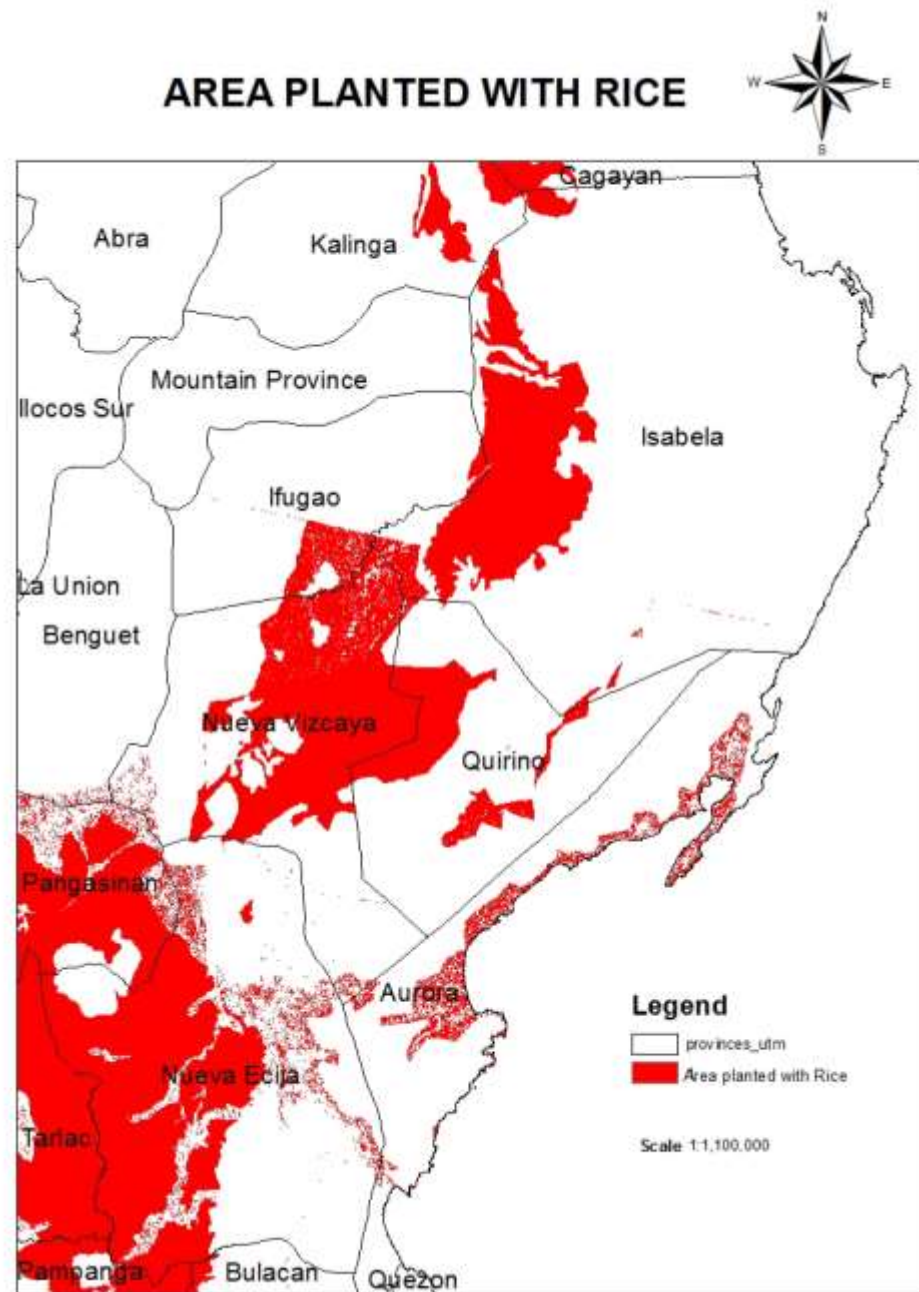 N
AREA PLANTED WITH RICE
W E
S
Cagayan
Abra
Kalinga
Mountain Province
Ilocos Sur
Isabela
Ifugao
La Union
Benguet
Nueva Vizcaya
Quirino
Pangasinan
Aurora
Legend
provinces_utm
Area planted with Rice
Nueva Ecija
Tarlac
Scale 1:1,100,000
Pampanga
Bulacan
Quezon